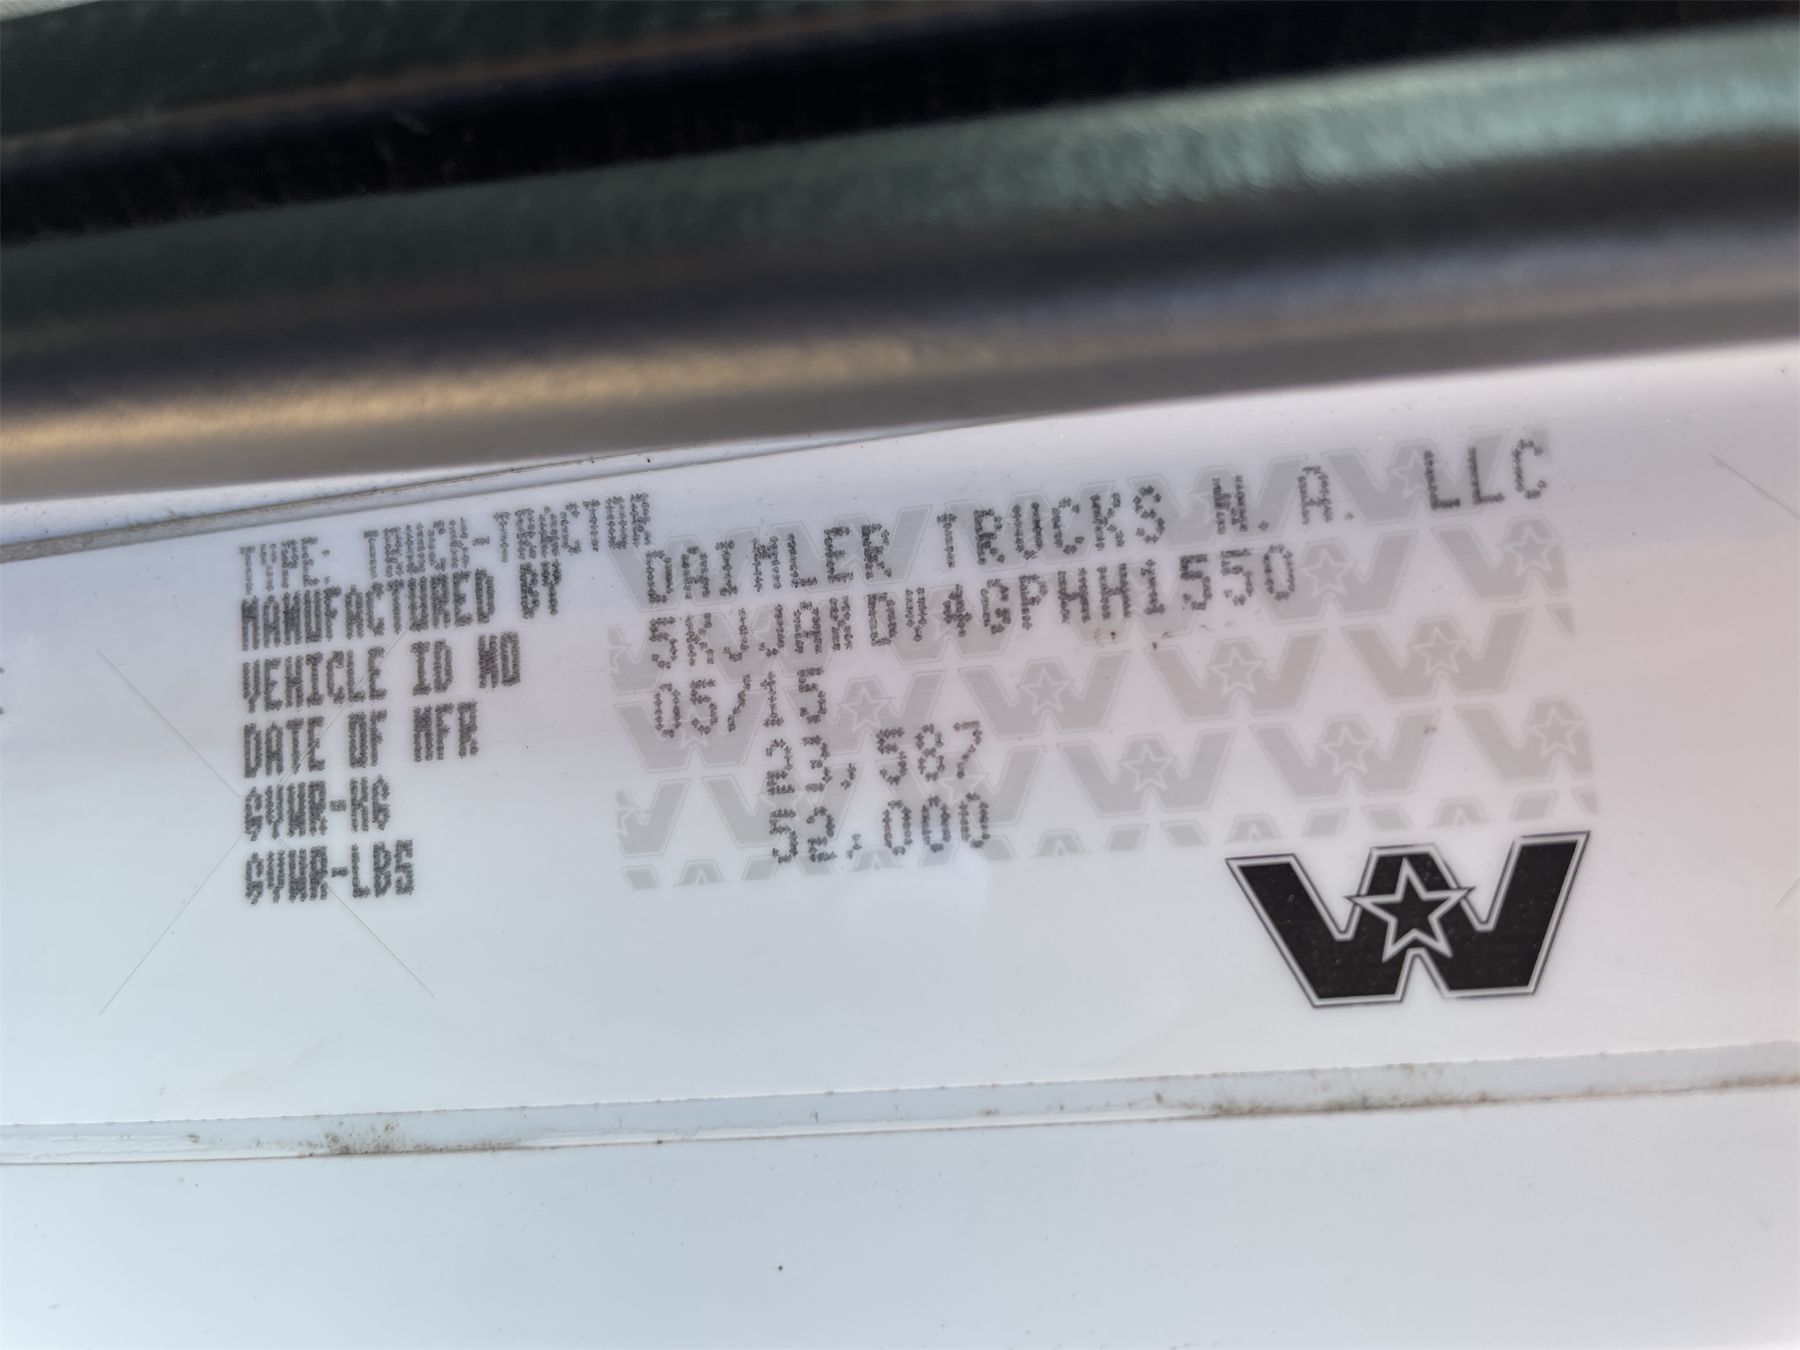 TYPE: TRUCK-TRACTOR
MANUFACTURED BY DAIMLER TRUCKS N.A. LLC
VEHICLE ID NO
DATE OF MFR 05/15
GVWR-KG 23,587
GVWR-LBS 52,000